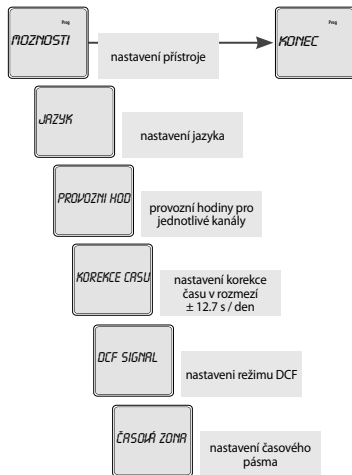 Prog
MOZNOSTI
nastavení přístroje
Prog
KONEC
JAZYK
nastavení jazyka
PROVOZNI HOD
provozní hodiny pro
jednotlivé kanály
KOREKCE CASU
nastavení korekce
času v rozmezí
± 12.7 s / den
DCF SIGNAL
nastaveni režimu DCF
ČASOVÁ ZONA
nastavení časového
pásma